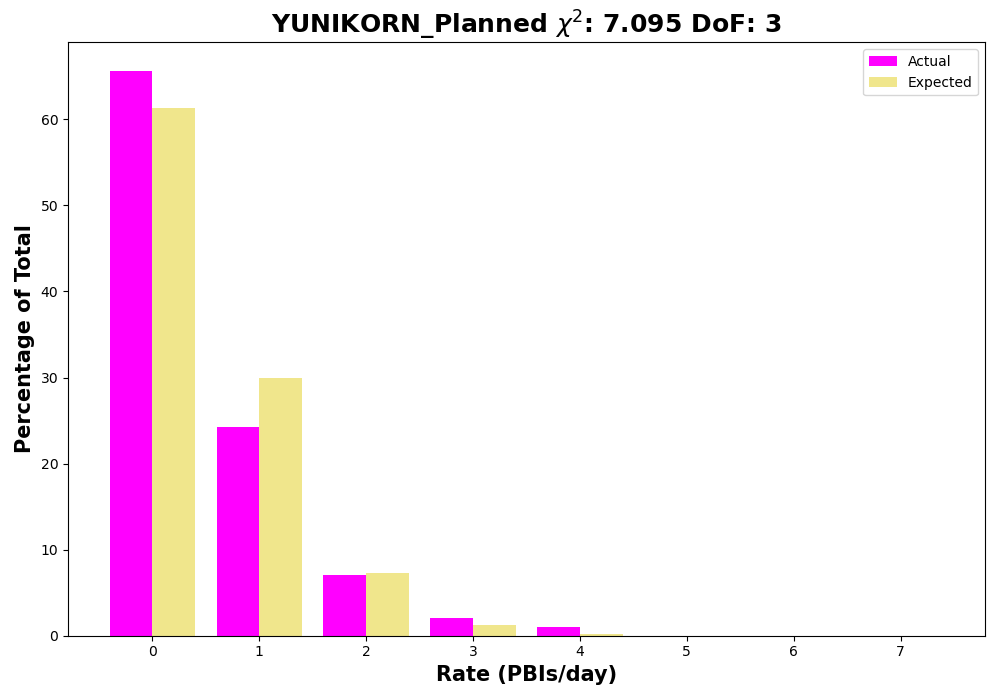 YUNIKORN_Planned χ²: 7.095 DoF: 3
Actual
Expected
Percentage of Total
60
50
40
30
20
10
0
0 1 2 3 4 5 6 7
Rate (PBIs/day)